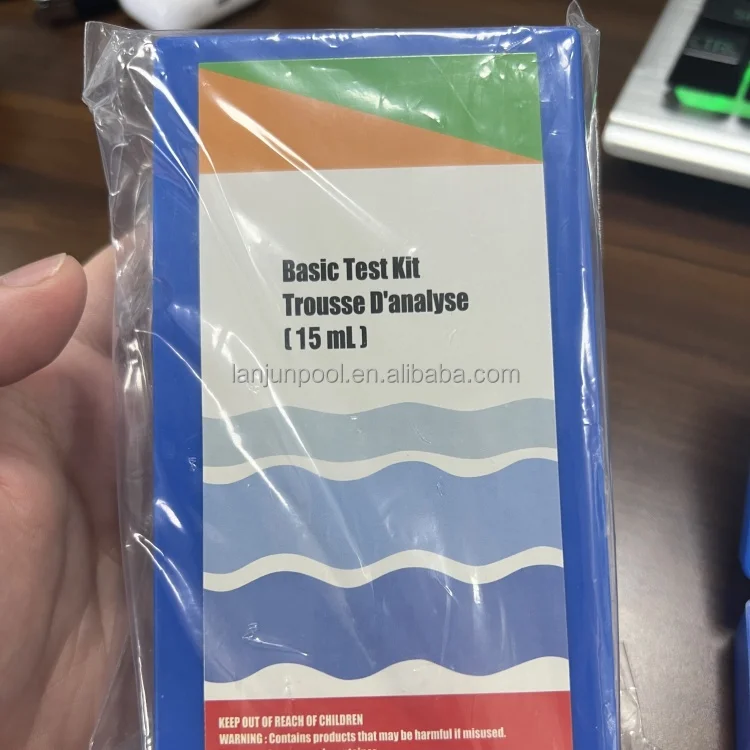 Basic Test Kit
Trousse D'analyse
( 15 mL )
lanjunpool.en.alibaba.com
KEEP OUT OF REACH OF CHILDREN
WARNING : Contains products that may be harmful if misused.